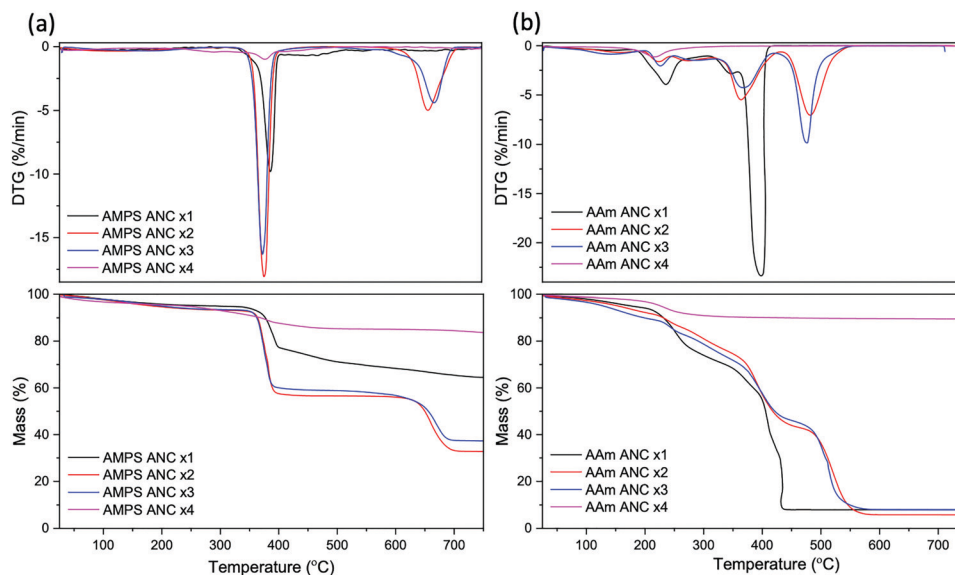 (a)
(b)
0
-5
-10
-15
DTG (%/min)
AMPS ANC x1
AMPS ANC x2
AMPS ANC x3
AMPS ANC x4
0
-5
-10
-15
-20
DTG (%/min)
AAm ANC x1
AAm ANC x2
AAm ANC x3
AAm ANC x4
100
80
60
40
20
0
Mass (%)
AMPS ANC x1
AMPS ANC x2
AMPS ANC x3
AMPS ANC x4
100 200 300 400 500 600 700
Temperature (°C)
100
80
60
40
20
0
Mass (%)
AAm ANC x1
AAm ANC x2
AAm ANC x3
AAm ANC x4
100 200 300 400 500 600 700
Temperature (°C)